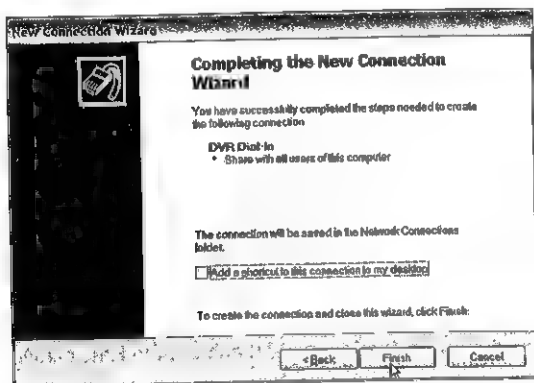 New Connection Wizard
Completing the New Connection
Wizard
You have successfully completed the steps needed to create
the following connection
DVR Dial-In
• Share with all users of this computer
The connection will be saved in the Network Connections
folder.
Add a shortcut to this connection to my desktop
To create the connection and close this wizard, click Finish.
< Back
Finish
Cancel